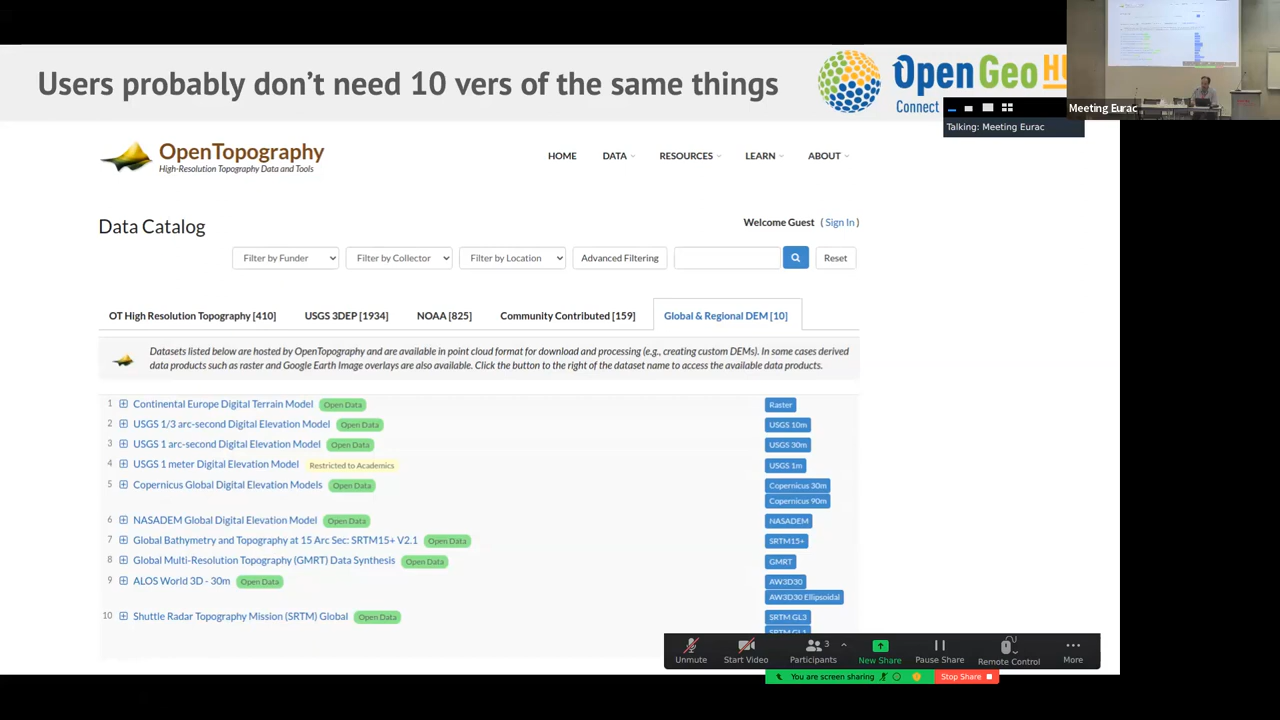 Users probably don't need 10 vers of the same things
Open Geo HU
Connect
Meeting Eurac
Talking: Meeting Eurac
OpenTopography
High-Resolution Topography Data and Tools
HOME DATA RESOURCES LEARN ABOUT
Data Catalog
Welcome Guest ( Sign In )
Filter by Funder Filter by Collector Filter by Location Advanced Filtering Reset
OT High Resolution Topography [410] USGS 3DEP [1934] NOAA [825] Community Contributed [159] Global & Regional DEM [10]
Datasets listed below are hosted by OpenTopography and are available in point cloud format for download and processing (e.g., creating custom DEMs). In some cases derived
data products such as raster and Google Earth Image overlays are also available. Click the button to the right of the dataset name to access the available data products.
1 Continental Europe Digital Terrain Model Open Data Raster
2 USGS 1/3 arc-second Digital Elevation Model Open Data USGS 10m
3 USGS 1 arc-second Digital Elevation Model Open Data USGS 30m
4 USGS 1 meter Digital Elevation Model Restricted to Academics USGS 1m
5 Copernicus Global Digital Elevation Models Open Data Copernicus 30m
Copernicus 90m
6 NASADEM Global Digital Elevation Model Open Data NASADEM
7 Global Bathymetry and Topography at 15 Arc Sec: SRTM15+ V2.1 Open Data SRTM15+
8 Global Multi-Resolution Topography (GMRT) Data Synthesis Open Data GMRT
9 ALOS World 3D - 30m Open Data AW3D30
AW3D30 Ellipsoidal
10 Shuttle Radar Topography Mission (SRTM) Global Open Data SRTM GL3
SRTM GL1
3
Unmute Start Video Participants New Share Pause Share Remote Control More
You are screen sharing Stop Share